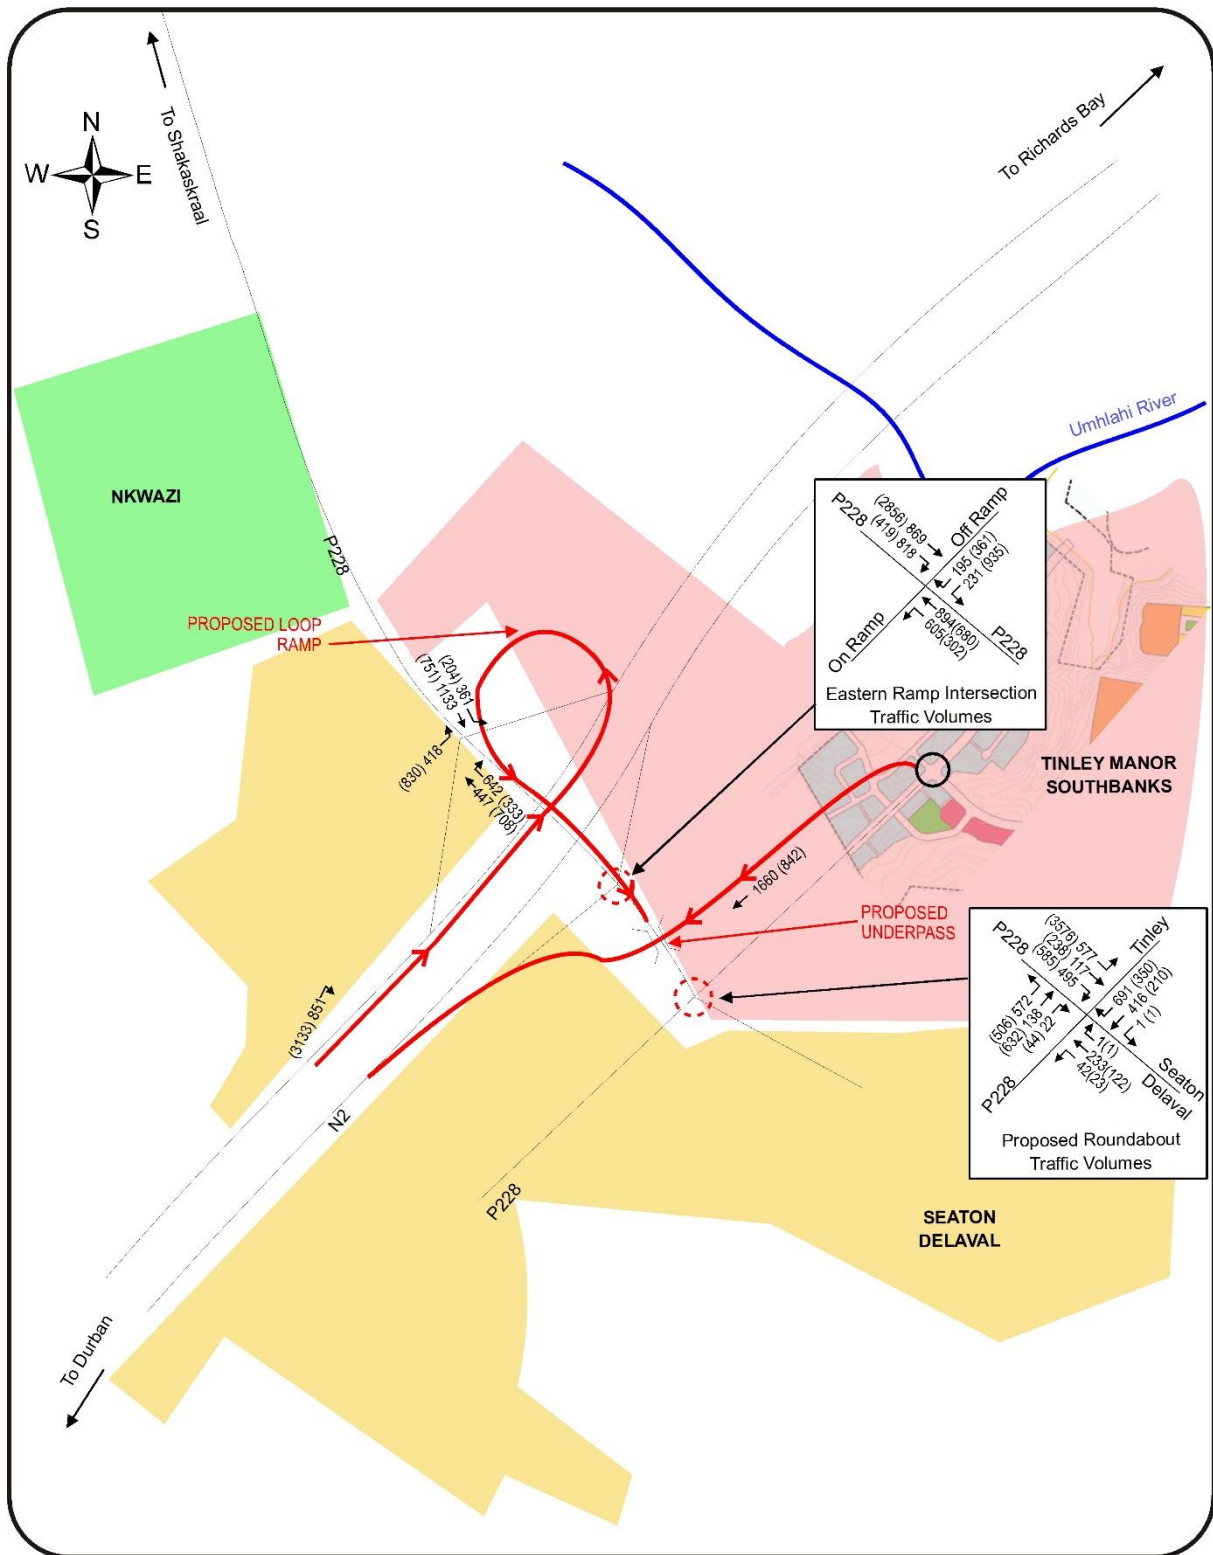 To Shakaskraal
N
W E
S
To Richards Bay
Umhlahi River
NKWAZI
P228
PROPOSED LOOP
RAMP
(204) 361
(751) 1133
(830) 418
642 (333)
447 (708)
(2856) 869
(419) 818
P228
Off Ramp
195 (361)
231 (935)
894(680)
605(302)
On Ramp
P228
Eastern Ramp Intersection
Traffic Volumes
TINLEY MANOR
SOUTHBANKS
1660 (842)
PROPOSED
UNDERPASS
(3133) 851
N2
(3576) 577
(238) 117
(585) 495
P228
Tinley
691 (350)
416 (210)
1 (1)
(506) 572
(632) 138
(44) 22
1(1)
233(122)
42(23)
P228
Seaton
Delaval
Proposed Roundabout
Traffic Volumes
P228
SEATON
DELAVAL
To Durban